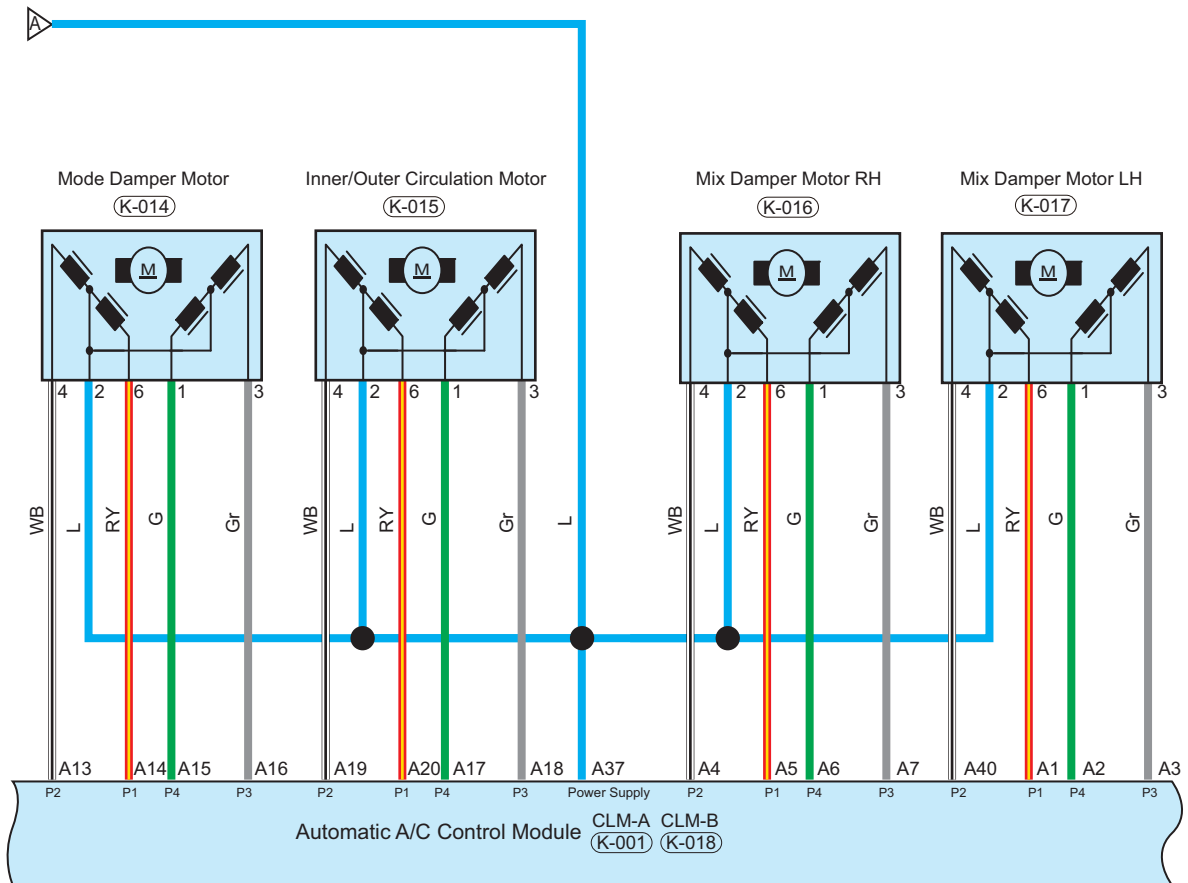 A
Mode Damper Motor
K-014
Inner/Outer Circulation Motor
K-015
Mix Damper Motor RH
K-016
Mix Damper Motor LH
K-017
M M M M
4 2 6 1 3 4 2 6 1 3 4 2 6 1 3 4 2 6 1 3
WB L RY G Gr WB L RY G Gr L WB L RY G Gr WB L RY G Gr
A13 A14 A15 A16 A19 A20 A17 A18 A37 A4 A5 A6 A7 A40 A1 A2 A3
P2 P1 P4 P3 P2 P1 P4 P3 Power Supply P2 P1 P4 P3 P2 P1 P4 P3
Automatic A/C Control Module CLM-A CLM-B
K-001 K-018